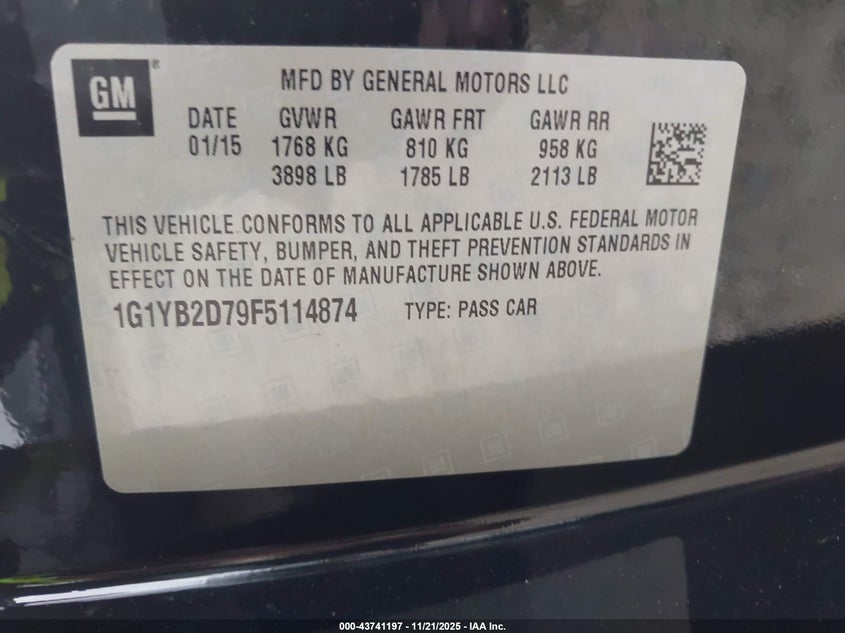 GM®
MFD BY GENERAL MOTORS LLC
DATE GVWR GAWR FRT GAWR RR
01/15 1768 KG 810 KG 958 KG
3898 LB 1785 LB 2113 LB
THIS VEHICLE CONFORMS TO ALL APPLICABLE U.S. FEDERAL MOTOR
VEHICLE SAFETY, BUMPER, AND THEFT PREVENTION STANDARDS IN
EFFECT ON THE DATE OF MANUFACTURE SHOWN ABOVE.
1G1YB2D79F5114874 TYPE: PASS CAR
000-43741197 - 11/21/2025 - IAA Inc.